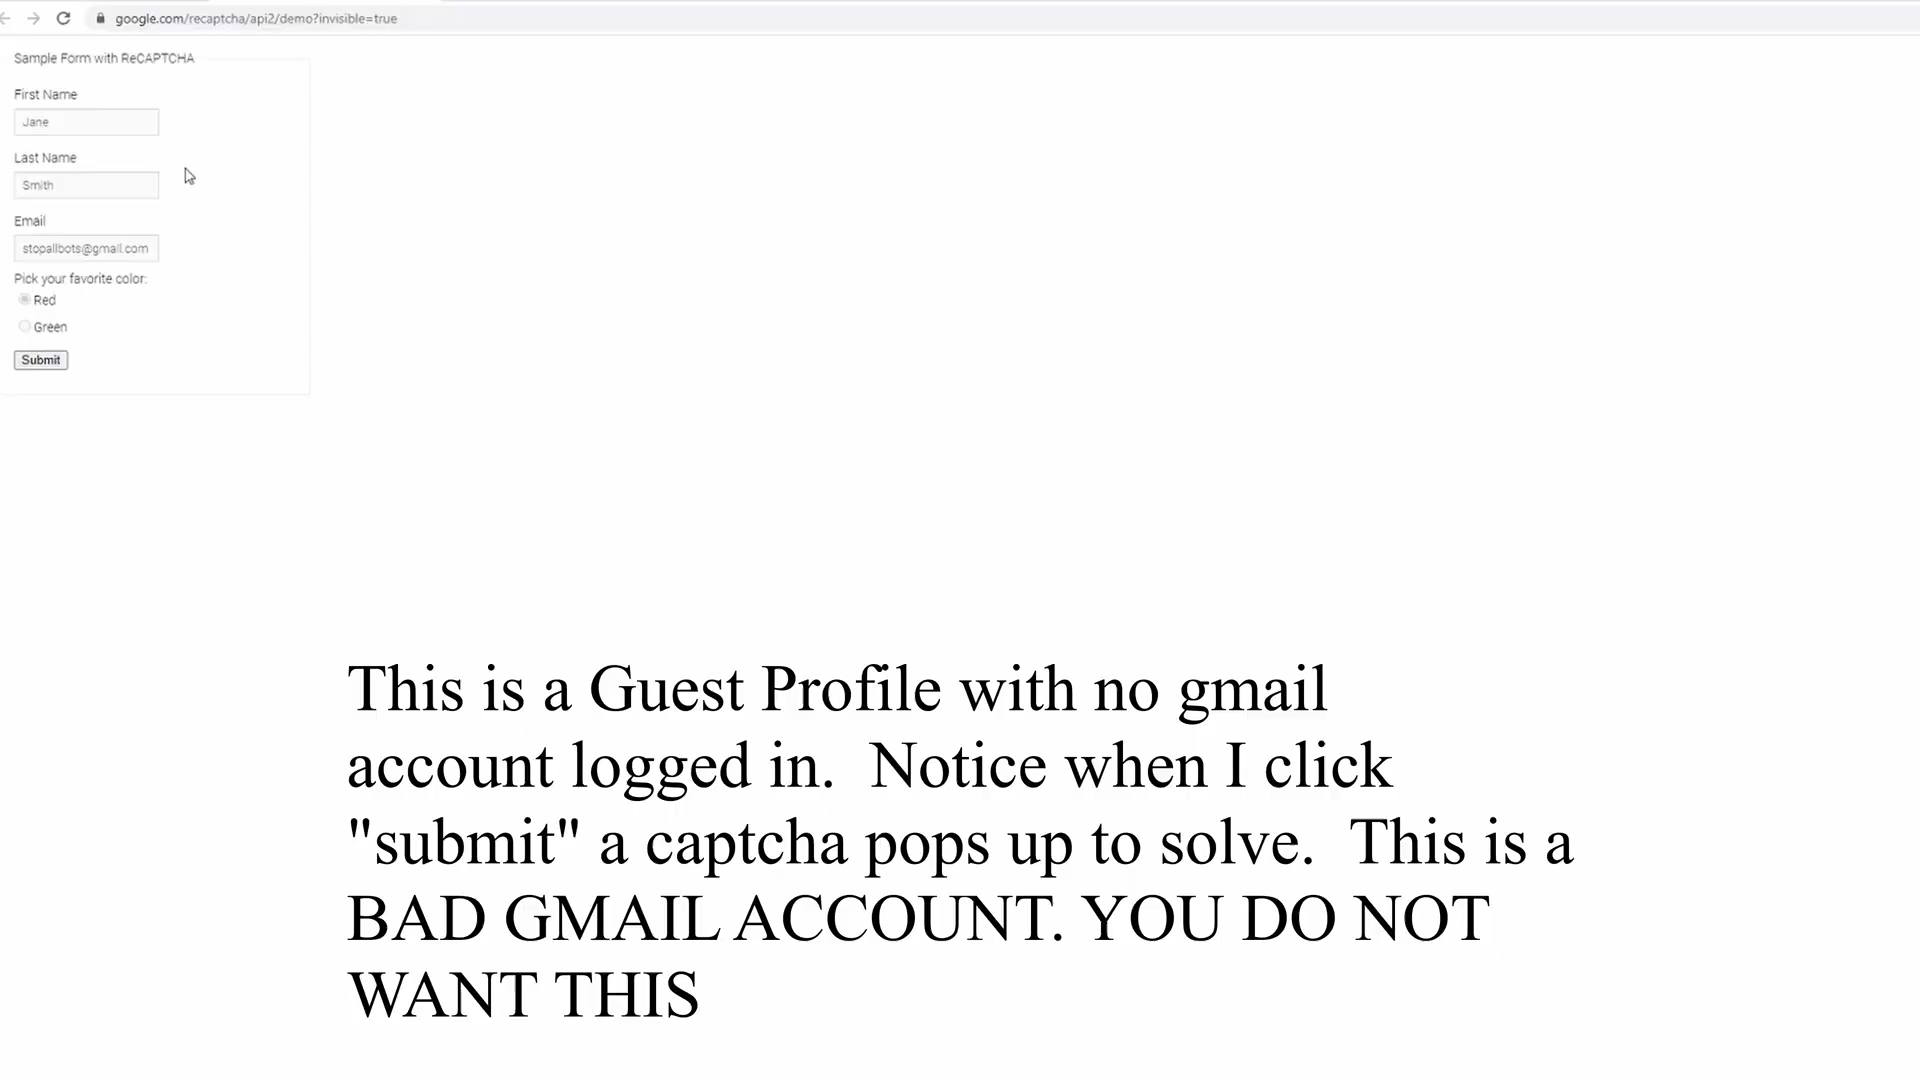 google.com/recaptcha/api2/demo?invisible=true
Sample Form with ReCAPTCHA
First Name
Jane
Last Name
Smith
Email
stopallbots@gmail.com
Pick your favorite color:
Red
Green
Submit
This is a Guest Profile with no gmail
account logged in.  Notice when I click
"submit" a captcha pops up to solve.  This is a
BAD GMAIL ACCOUNT. YOU DO NOT
WANT THIS